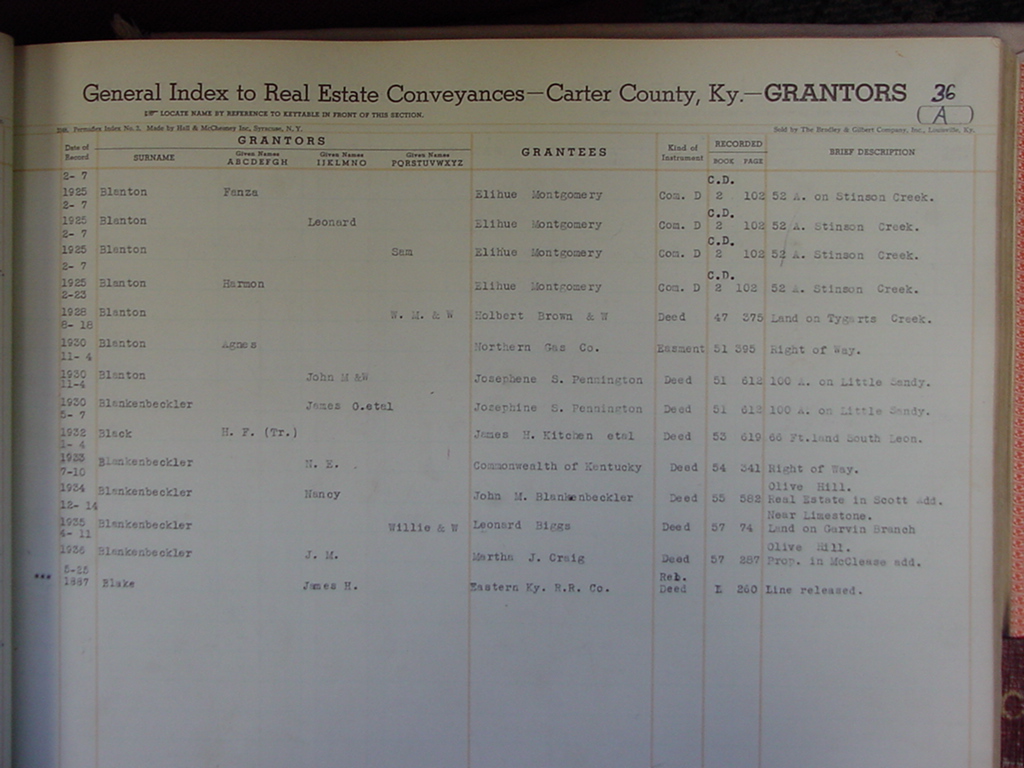 General Index to Real Estate Conveyances—Carter County, Ky.—GRANTORS 36
LOCATE NAME BY REFERENCE TO KEYTABLE IN FRONT OF THIS SECTION. (A)
Formdex Index No. 2. Made by Hall & McChesney Inc., Syracuse, N. Y. Sold by The Bradley & Gilbert Company, Inc., Louisville, Ky.
Date of Record GRANTORS GRANTEES Kind of Instrument RECORDED BRIEF DESCRIPTION
SURNAME Given Names ABCDEFGH Given Names IJKLMNO Given Names PQRSTUVWXYZ BOOK PAGE
2- 7 C.D.
1925 Blanton Fanza Elihue Montgomery Com. D 2 102 52 A. on Stinson Creek.
2- 7 C.D.
1925 Blanton Leonard Elihue Montgomery Com. D 2 102 52 A. Stinson Creek.
2- 7 C.D.
1925 Blanton Sam Elihue Montgomery Com. D 2 102 52 A. Stinson Creek.
2- 7 C.D.
1925 Blanton Harmon Elihue Montgomery Com. D 2 102 52 A. Stinson Creek.
2-23
1928 Blanton W. M. & W Holbert Brown & W Deed 47 375 Land on Tygarts Creek.
8- 18
1930 Blanton Agnes Northern Gas Co. Easment 51 395 Right of Way.
11- 4
1930 Blanton John M &W Josephene S. Pennington Deed 51 612 100 A. on Little Sandy.
11-4
1930 Blankenbeckler James O.etal Jozephine S. Pennington Deed 51 612 100 A. on Little Sandy.
5- 7
1932 Black H. F. (Tr.) James H. Kitchen etal Deed 53 619 66 Ft.land South Leon.
1- 4
1933 Blankenbeckler N. E. Commonwealth of Kentucky Deed 54 341 Right of Way.
7-10 Olive Hill.
1934 Blankenbeckler Nancy John M. Blankenbeckler Deed 55 582 Real Estate in Scott Add.
12- 14 Near Limestone.
1935 Blankenbeckler Willie & W Leonard Biggs Deed 57 74 Land on Garvin Branch
4- 11 Olive Hill.
1936 Blankenbeckler J. M. Martha J. Craig Deed 57 287 Prop. in McClease add.
5-25 Rel.
*** 1887 Blake James H. Eastern Ky. R.R. Co. Deed L 260 Line released.